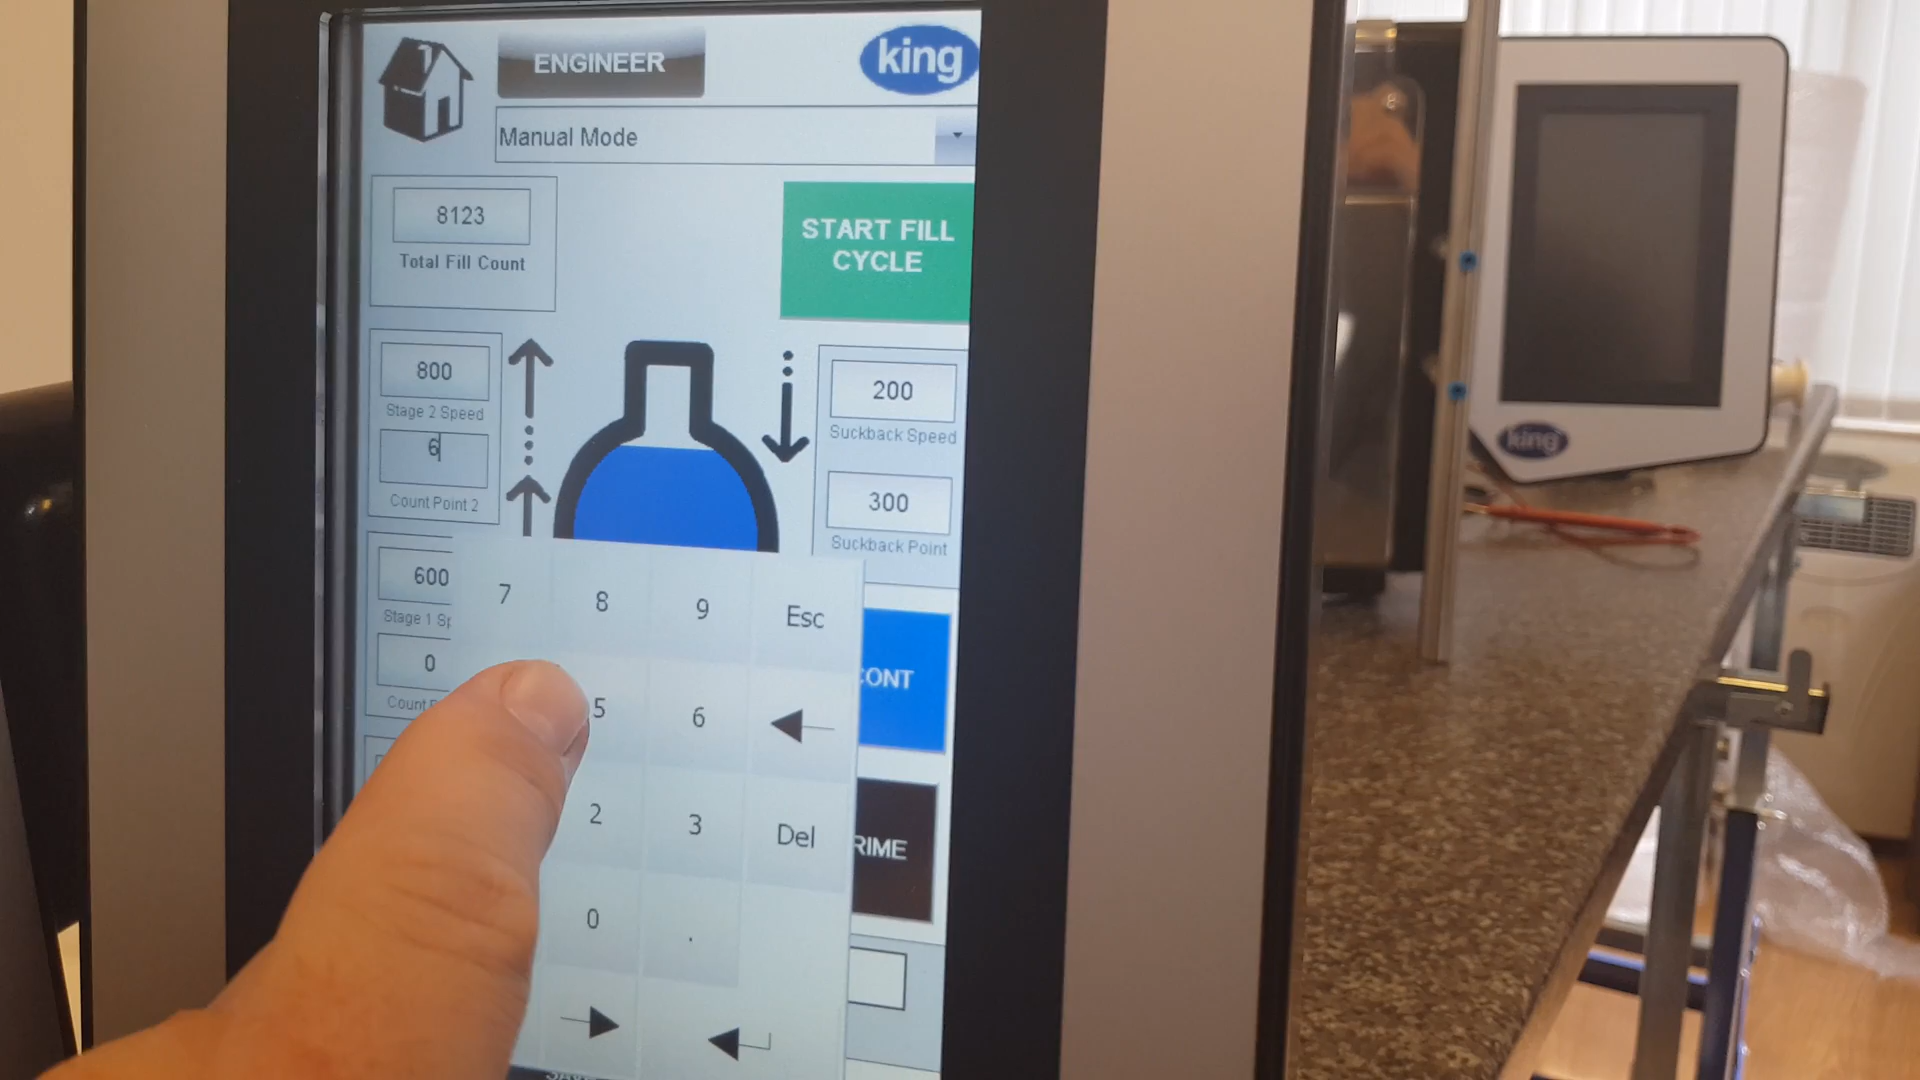 ENGINEER
king
Manual Mode
8123
Total Fill Count
START FILL
CYCLE
800
Stage 2 Speed
6
Count Point 2
200
Suckback Speed
300
Suckback Point
600
Stage 1 Sp
0
Count
7 8 9 Esc
5 6
2 3 Del
0 .
CONT
RIME
king